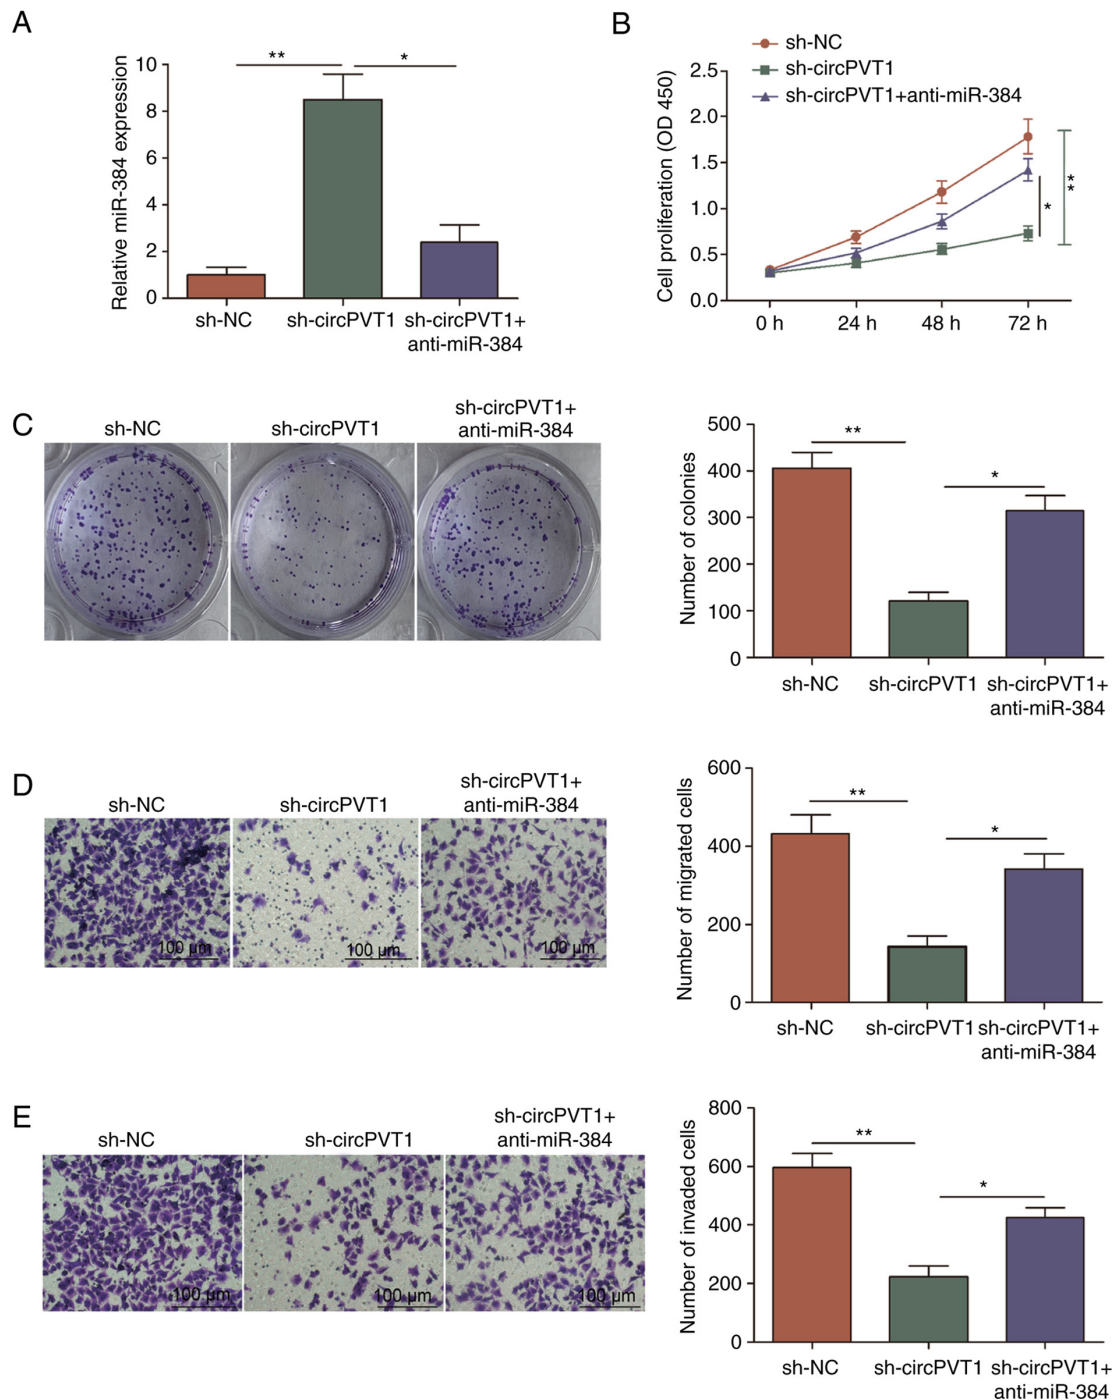 A
Relative miR-384 expression
10
8
6
4
2
0
**
*
sh-NC
sh-circPVT1
sh-circPVT1+
anti-miR-384
B
sh-NC
sh-circPVT1
sh-circPVT1+anti-miR-384
Cell proliferation (OD 450)
2.5
2.0
1.5
1.0
0.5
0.0
0 h
24 h
48 h
72 h
*
**
C
sh-NC
sh-circPVT1
sh-circPVT1+
anti-miR-384
Number of colonies
500
400
300
200
100
0
**
*
sh-NC
sh-circPVT1
sh-circPVT1+
anti-miR-384
D
sh-NC
sh-circPVT1
sh-circPVT1+
anti-miR-384
100 µm
100 µm
100 µm
Number of migrated cells
600
400
200
0
**
*
sh-NC
sh-circPVT1
sh-circPVT1+
anti-miR-384
E
sh-NC
sh-circPVT1
sh-circPVT1+
anti-miR-384
100 µm
100 µm
100 µm
Number of invaded cells
800
600
400
200
0
**
*
sh-NC
sh-circPVT1
sh-circPVT1+
anti-miR-384